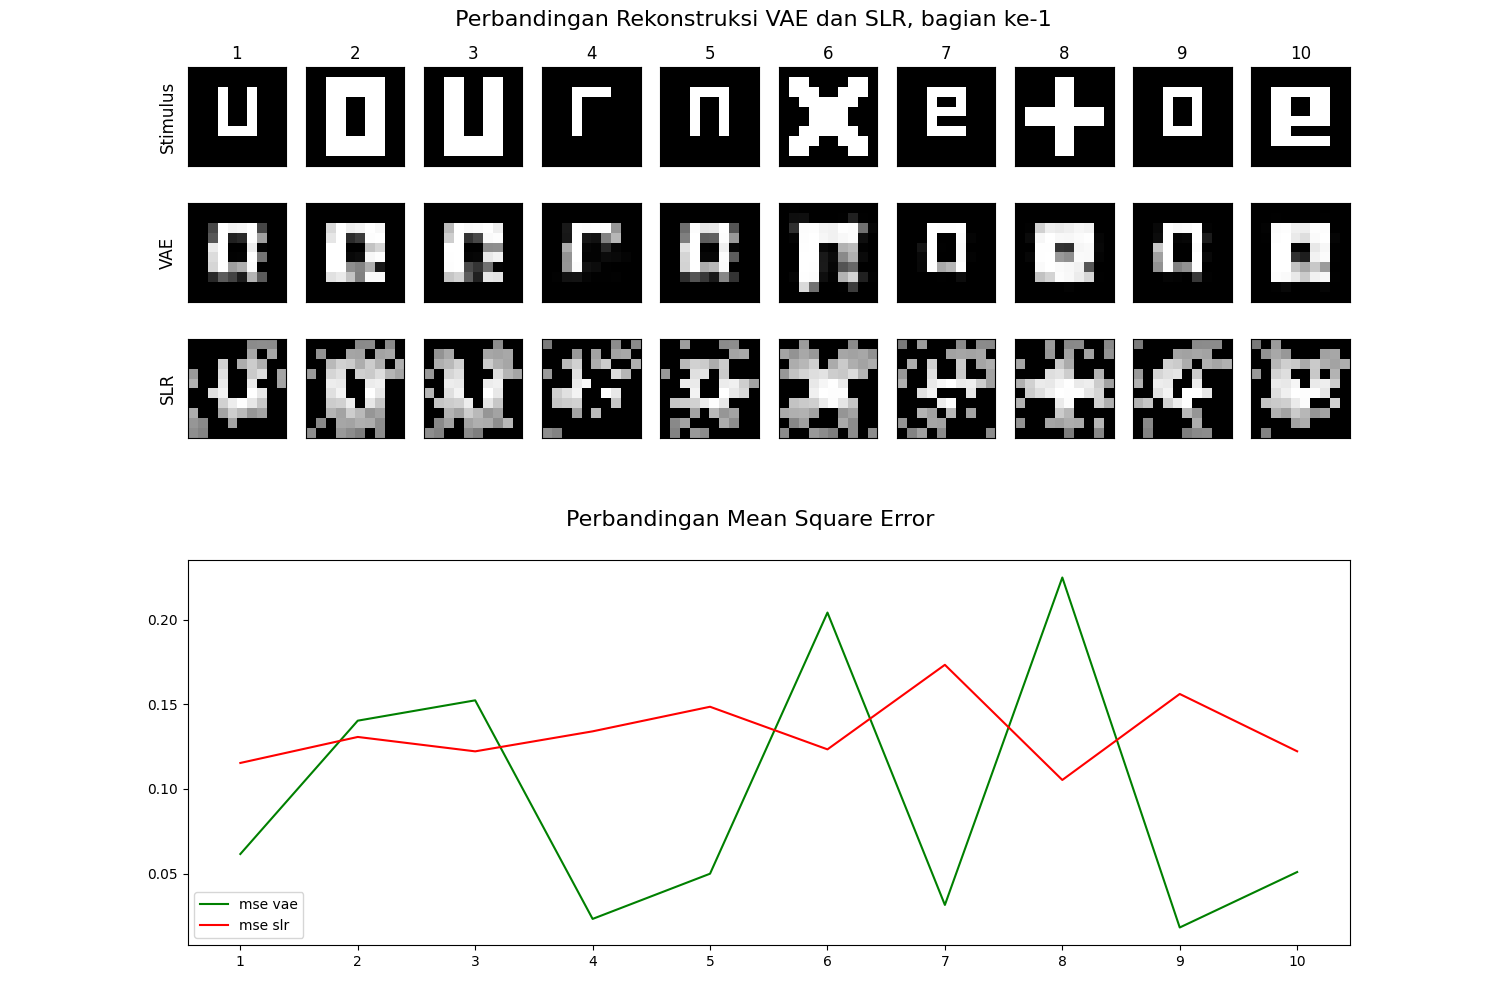 Perbandingan Rekonstruksi VAE dan SLR, bagian ke-1
1 2 3 4 5 6 7 8 9 10
Stimulus
u o u r n x e + o e
VAE
SLR
Perbandingan Mean Square Error
0.20
0.15
0.10
0.05
mse vae
mse slr
1 2 3 4 5 6 7 8 9 10